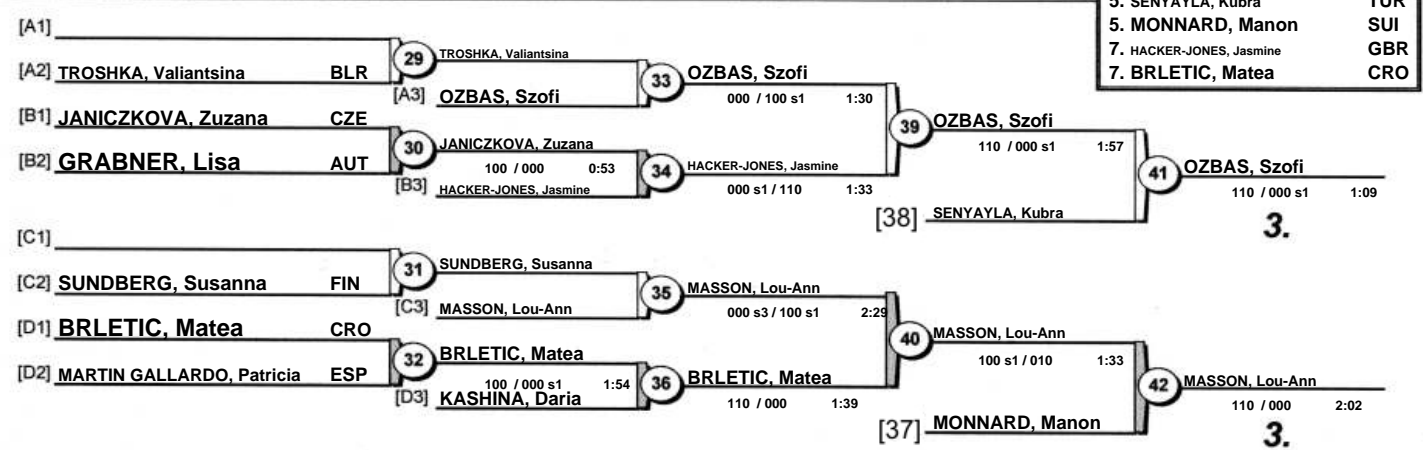 5. SENYAYLA, Kubra TUR
5. MONNARD, Manon SUI
7. HACKER-JONES, Jasmine GBR
7. BRLETIC, Matea CRO
[A1]
[A2] TROSHKA, Valiantsina BLR
29
TROSHKA, Valiantsina
[A3] OZBAS, Szofi
33
OZBAS, Szofi
000 / 100 s1 1:30
[B1] JANICZKOVA, Zuzana CZE
[B2] GRABNER, Lisa AUT
30
JANICZKOVA, Zuzana
100 / 000 0:53
[B3] HACKER-JONES, Jasmine
34
HACKER-JONES, Jasmine
000 s1 / 110 1:33
39
OZBAS, Szofi
110 / 000 s1 1:57
[38] SENYAYLA, Kubra
41
OZBAS, Szofi
110 / 000 s1 1:09
3.
[C1]
[C2] SUNDBERG, Susanna FIN
31
SUNDBERG, Susanna
[C3] MASSON, Lou-Ann
35
MASSON, Lou-Ann
000 s3 / 100 s1 2:29
[D1] BRLETIC, Matea CRO
[D2] MARTIN GALLARDO, Patricia ESP
32
BRLETIC, Matea
100 / 000 s1 1:54
[D3] KASHINA, Daria
36
BRLETIC, Matea
110 / 000 1:39
40
MASSON, Lou-Ann
100 s1 / 010 1:33
[37] MONNARD, Manon
42
MASSON, Lou-Ann
110 / 000 2:02
3.